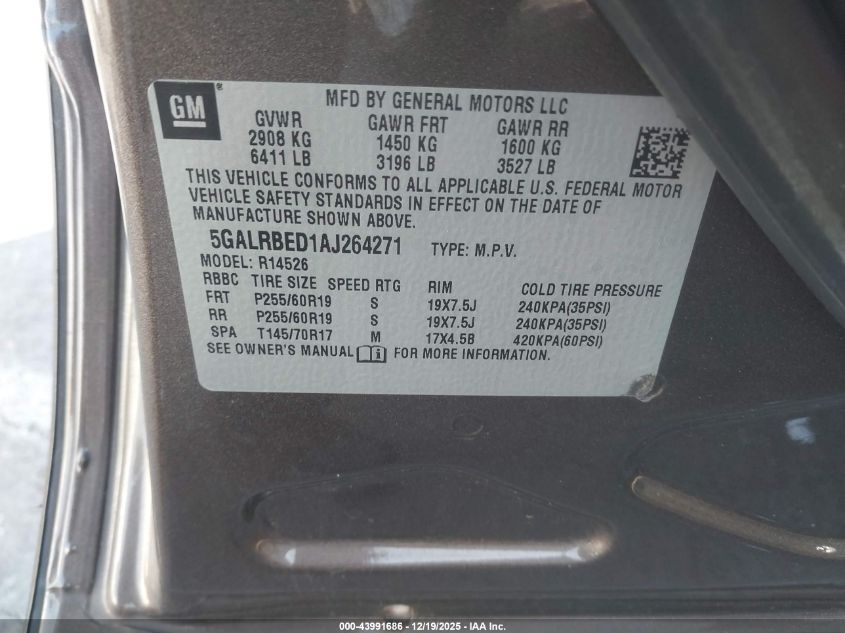 GM ®
MFD BY GENERAL MOTORS LLC
GVWR GAWR FRT GAWR RR
2908 KG 1450 KG 1600 KG
6411 LB 3196 LB 3527 LB
THIS VEHICLE CONFORMS TO ALL APPLICABLE U.S. FEDERAL MOTOR
VEHICLE SAFETY STANDARDS IN EFFECT ON THE DATE OF
MANUFACTURE SHOWN ABOVE.
5GALRBED1AJ264271 TYPE: M.P.V.
MODEL: R14526
RBBC TIRE SIZE SPEED RTG RIM COLD TIRE PRESSURE
FRT P255/60R19 S 19X7.5J 240KPA(35PSI)
RR P255/60R19 S 19X7.5J 240KPA(35PSI)
SPA T145/70R17 M 17X4.5B 420KPA(60PSI)
SEE OWNER'S MANUAL FOR MORE INFORMATION.
000-43991686 - 12/19/2025 - IAA Inc.